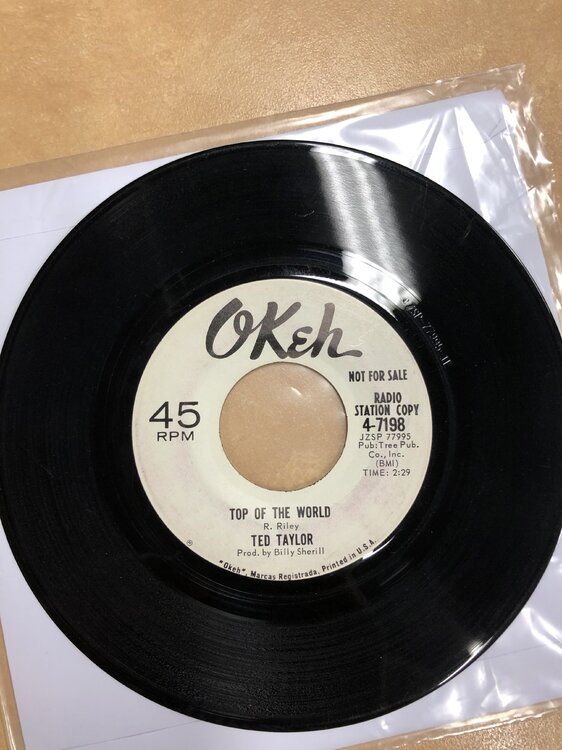 OKeh
NOT FOR SALE
45
RPM
RADIO
STATION COPY
4-7198
JZSP 77995
Pub: Tree Pub.
Co., Inc.
(BMI)
TIME: 2:29
TOP OF THE WORLD
R. Riley
TED TAYLOR
Prod. by Billy Sherill
"Okeh", Marcas Registrada. Printed in U.S.A.